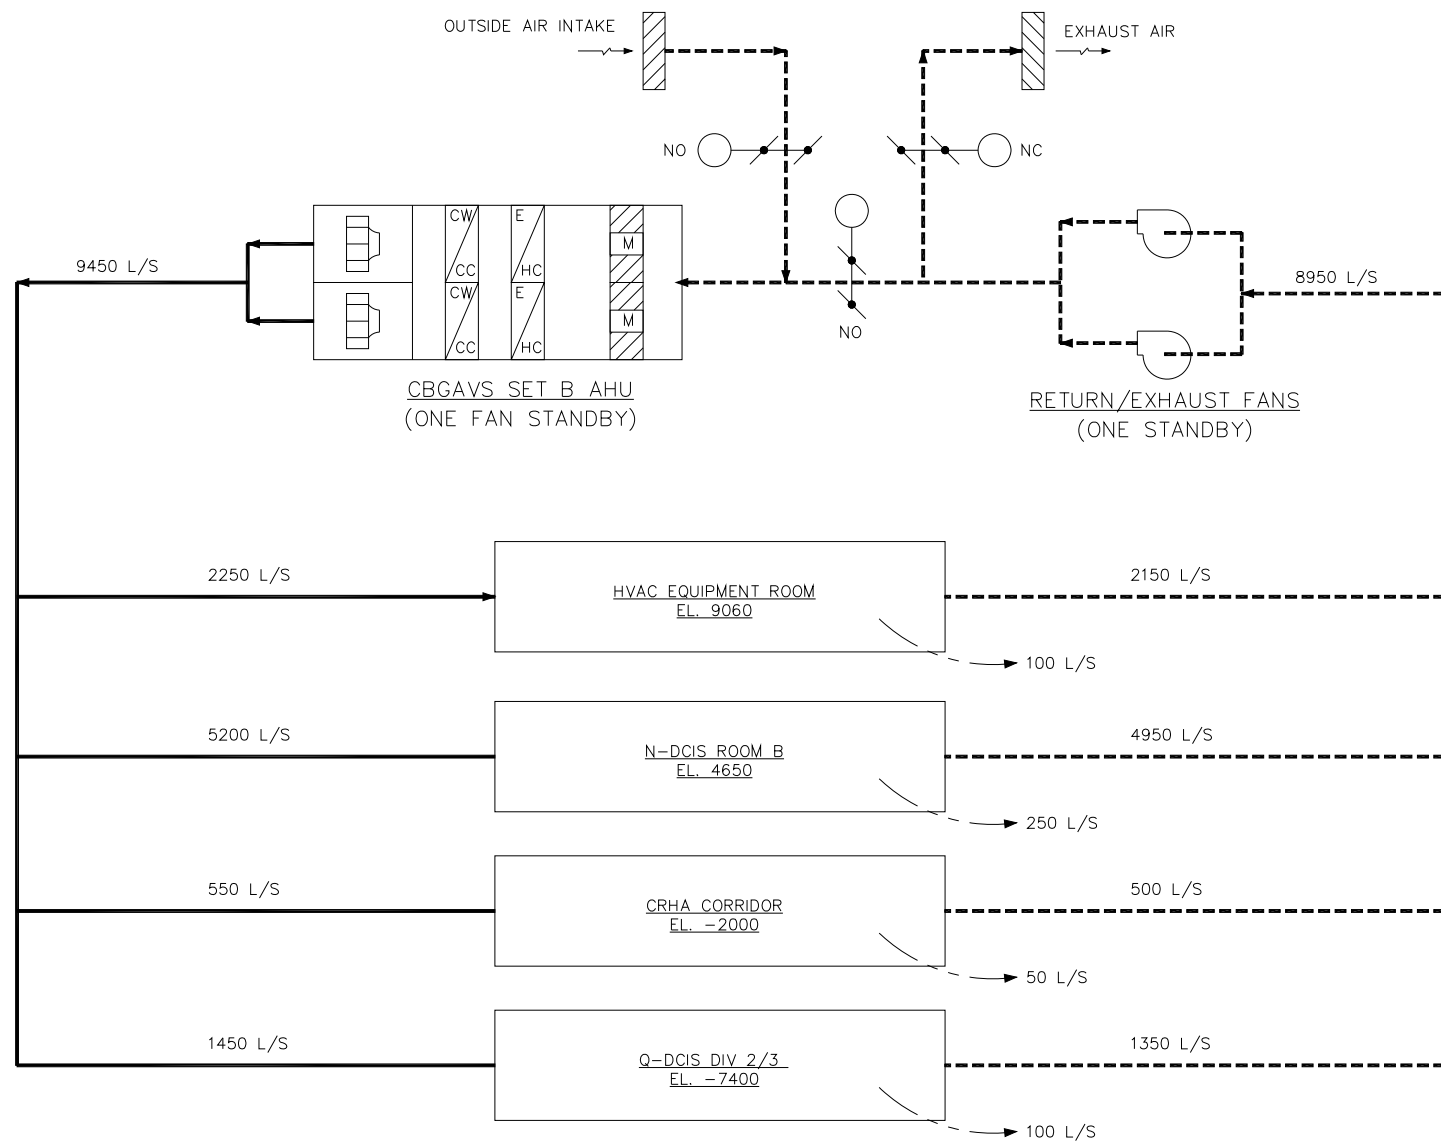 OUTSIDE AIR INTAKE
EXHAUST AIR
NO
NC
CW
E
M
CC
HC
CW
E
M
CC
HC
NO
9450 L/S
8950 L/S
CBGAVS SET B AHU
(ONE FAN STANDBY)
RETURN/EXHAUST FANS
(ONE STANDBY)
2250 L/S
HVAC EQUIPMENT ROOM
EL. 9060
2150 L/S
100 L/S
5200 L/S
N-DCIS ROOM B
EL. 4650
4950 L/S
250 L/S
550 L/S
CRHA CORRIDOR
EL. -2000
500 L/S
50 L/S
1450 L/S
Q-DCIS DIV 2/3
EL. -7400
1350 L/S
100 L/S